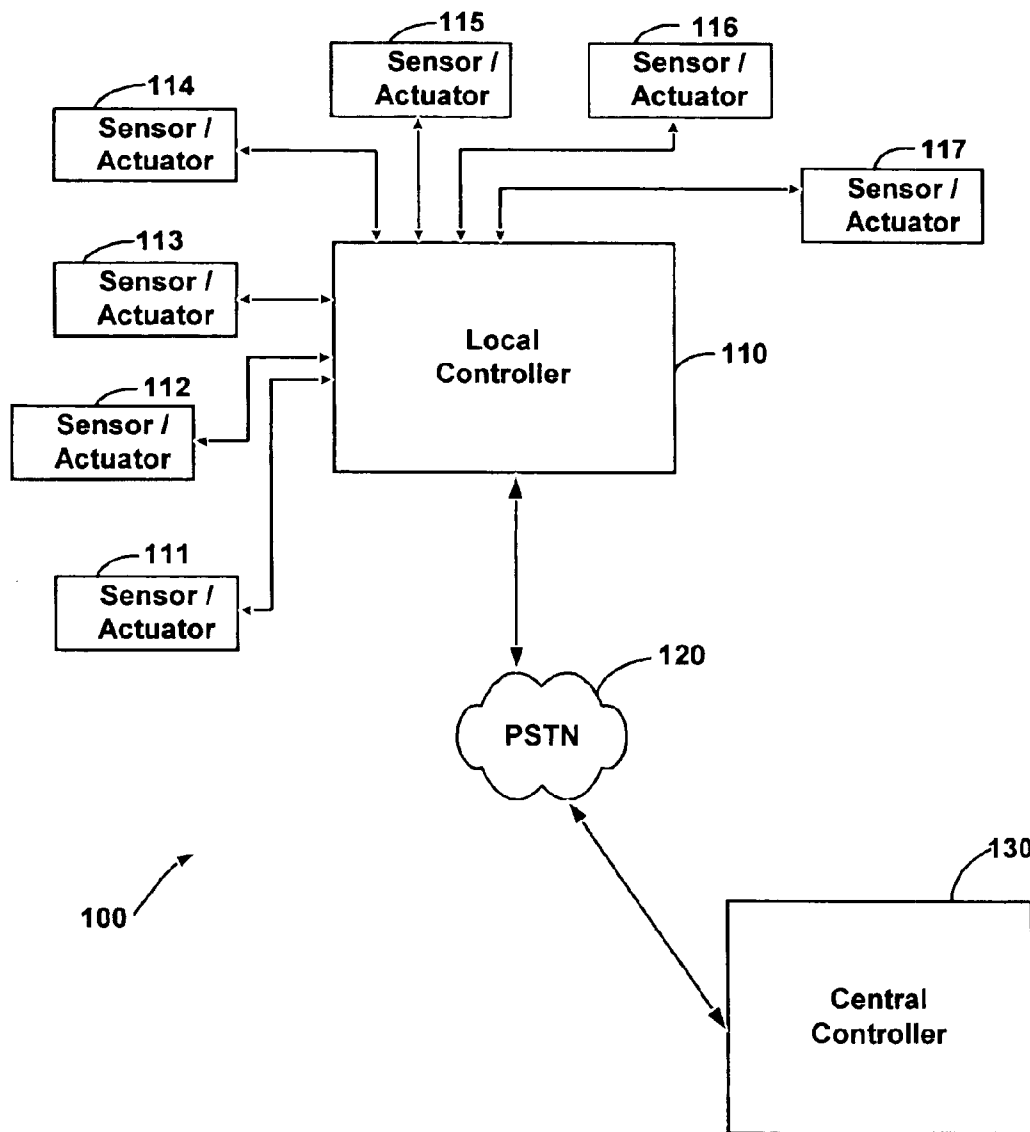 115
Sensor /
Actuator
116
Sensor /
Actuator
114
Sensor /
Actuator
117
Sensor /
Actuator
113
Sensor /
Actuator
Local
Controller
110
112
Sensor /
Actuator
111
Sensor /
Actuator
120
PSTN
130
100
Central
Controller